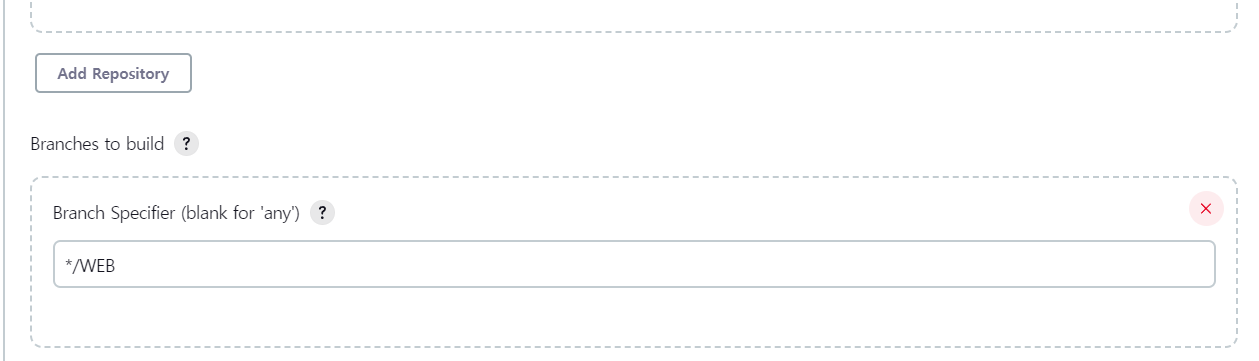 Add Repository
Branches to build ?
Branch Specifier (blank for 'any') ?
*/WEB